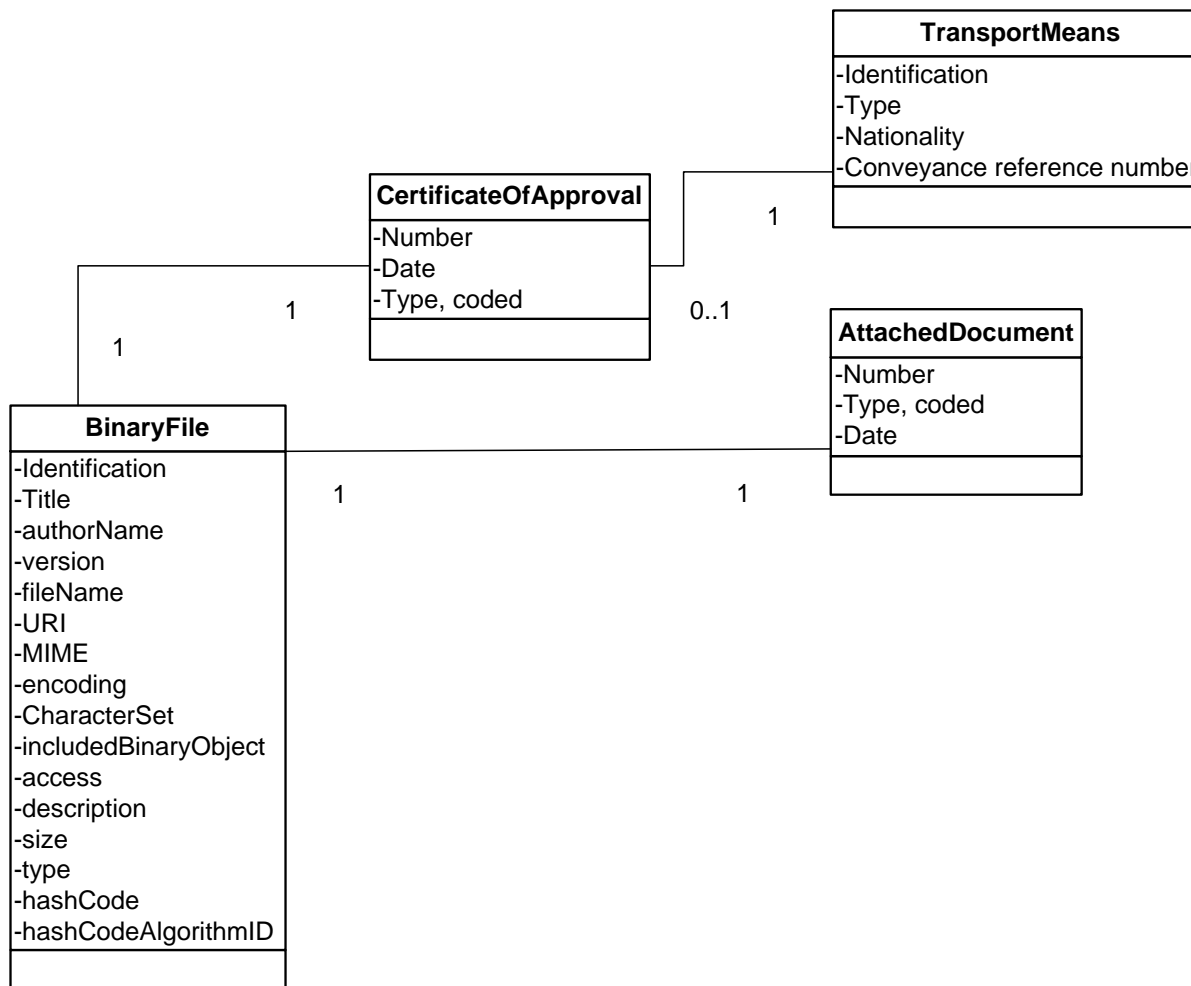 TransportMeans
-Identification
-Type
-Nationality
-Conveyance reference number
1
CertificateOfApproval
-Number
-Date
-Type, coded
1
0..1
1
AttachedDocument
-Number
-Type, coded
-Date
1
1
BinaryFile
-Identification
-Title
-authorName
-version
-fileName
-URI
-MIME
-encoding
-CharacterSet
-includedBinaryObject
-access
-description
-size
-type
-hashCode
-hashCodeAlgorithmID